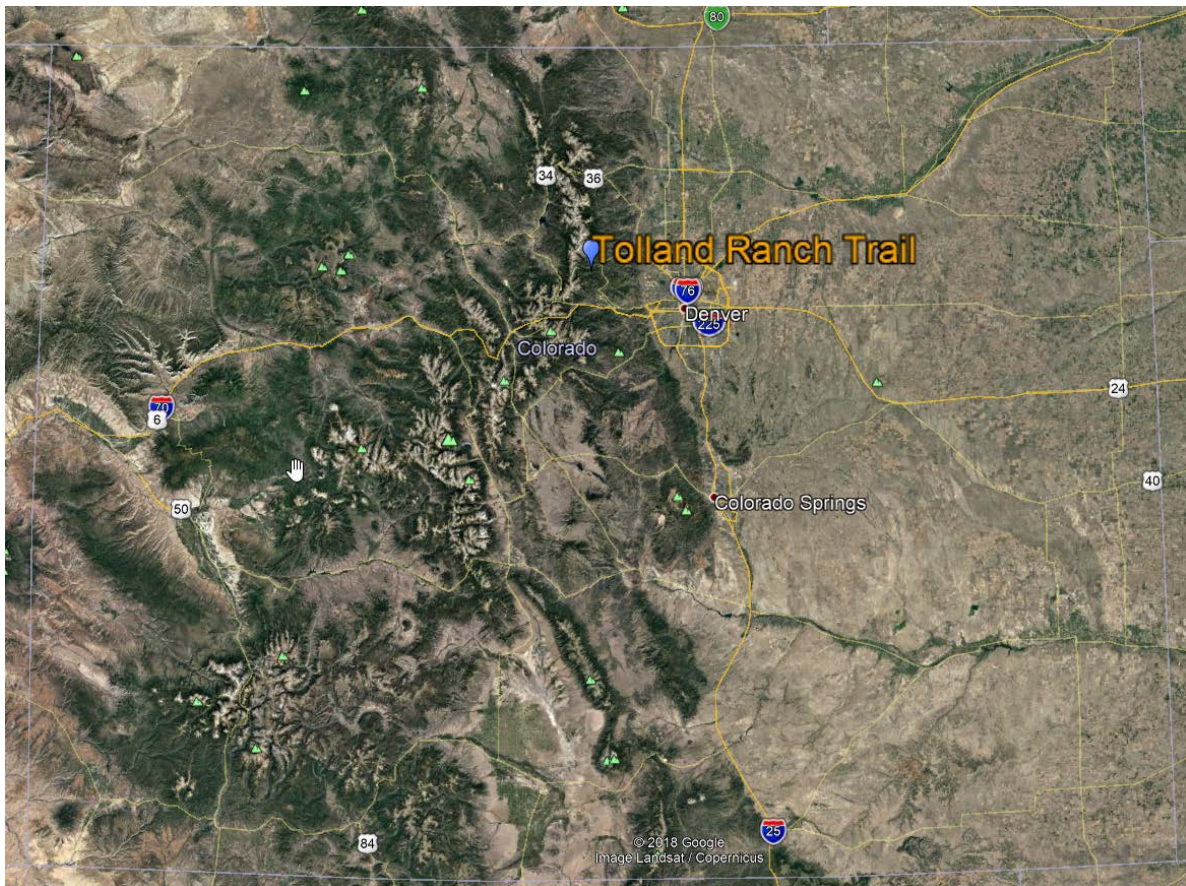 80
34
36
Tolland Ranch Trail
76
Denver
225
Colorado
24
70
6
40
50
Colorado Springs
25
84
© 2018 Google
Image Landsat / Copernicus